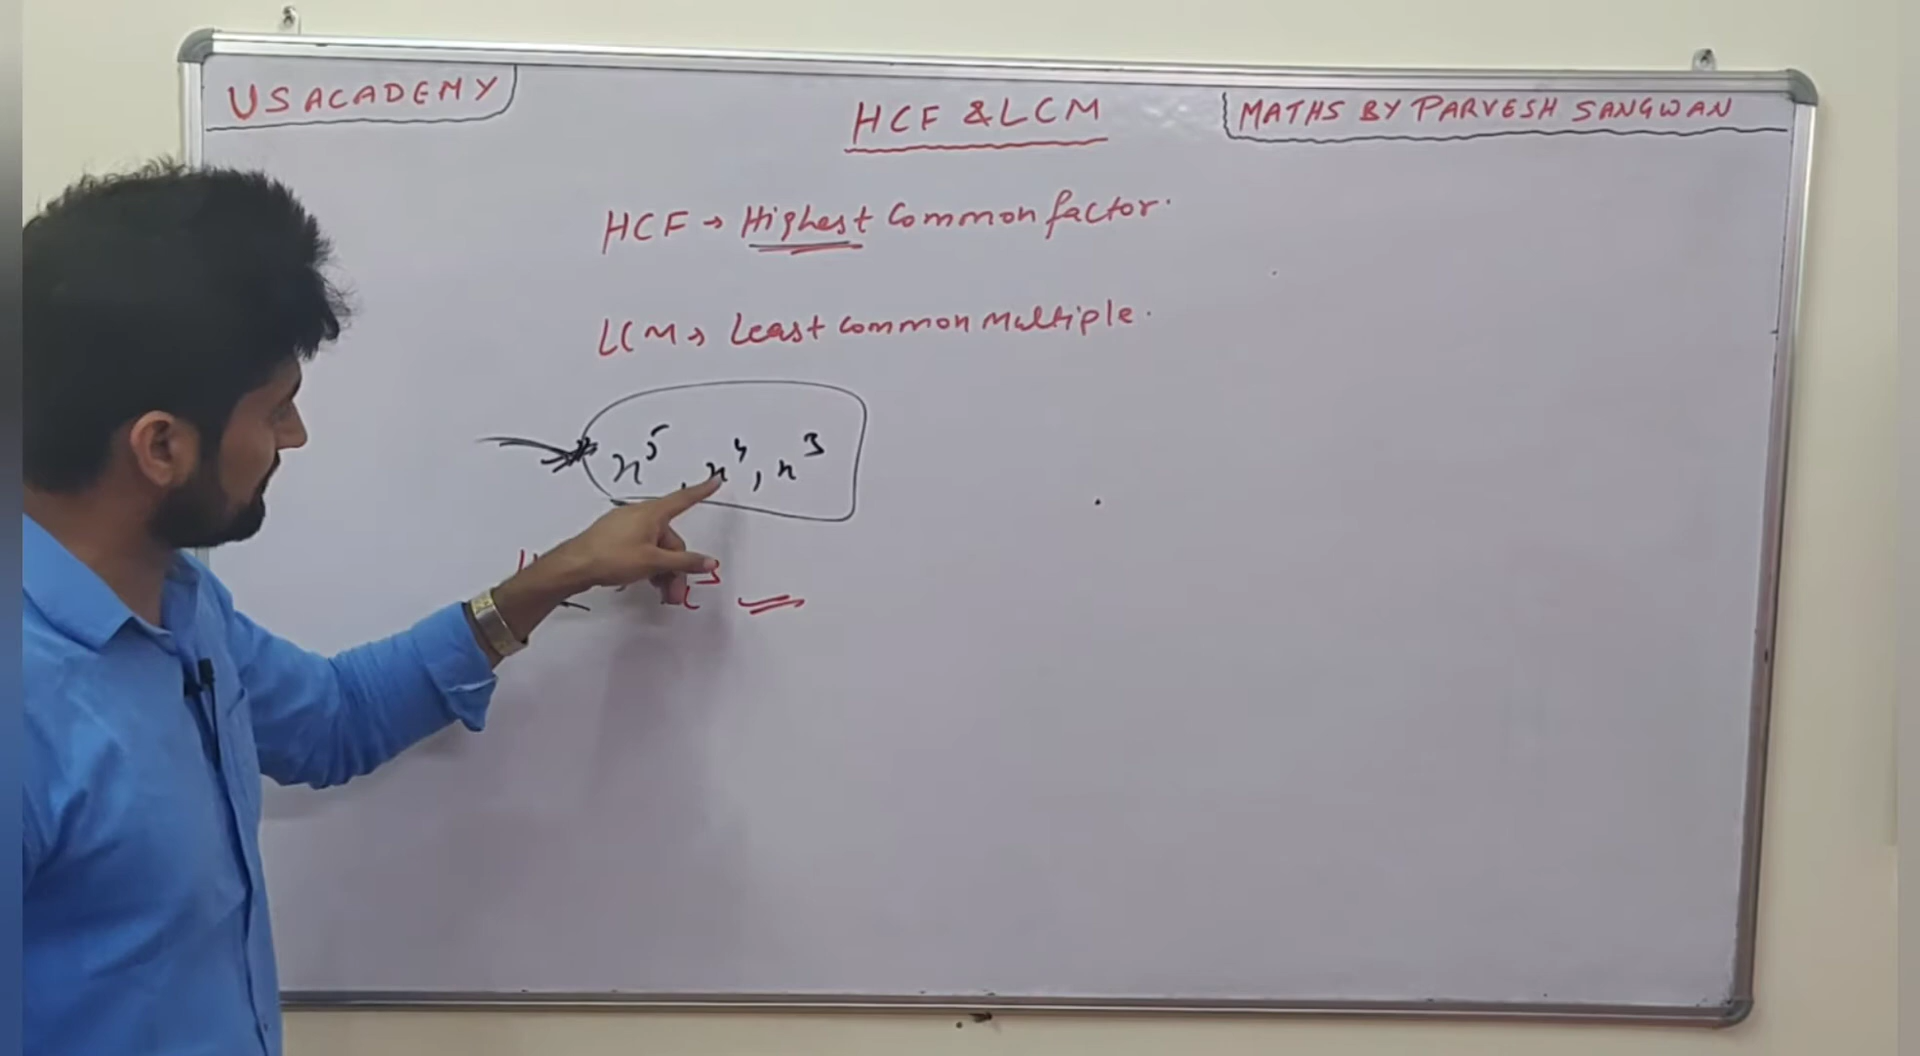 US ACADEMY
HCF & LCM
MATHS BY PARVESH SANGWAN
HCF → Highest Common factor.
LCM → Least common multiple.
x⁵, x⁴, x³